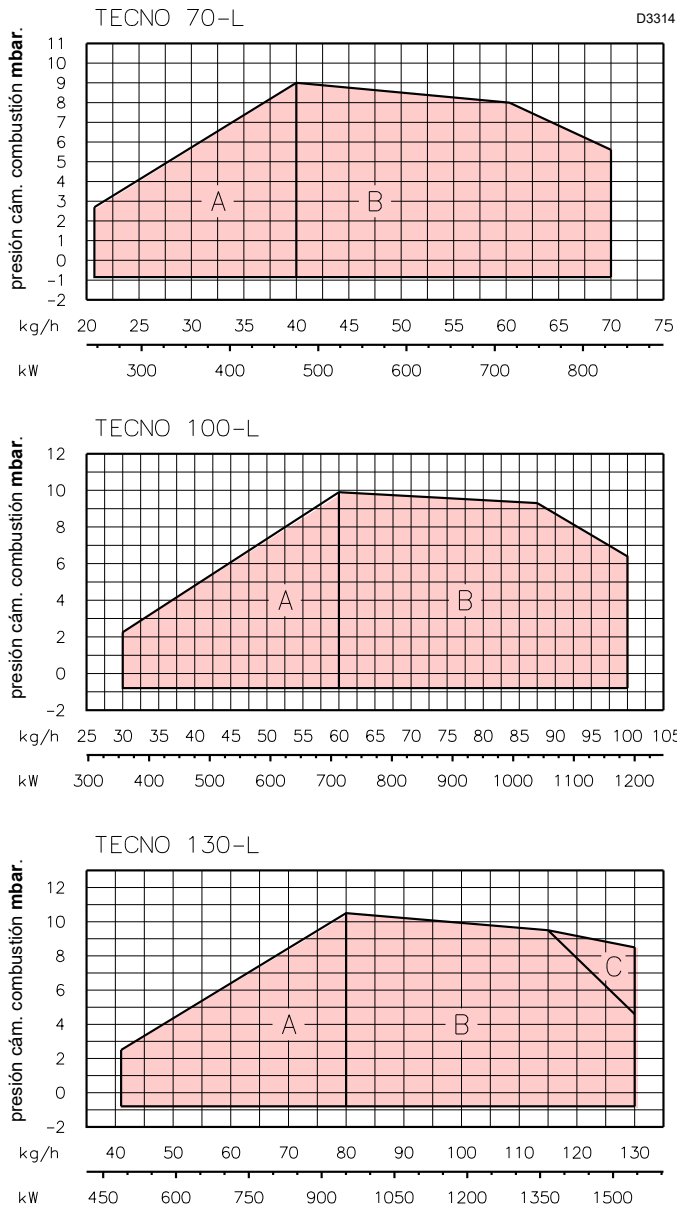 TECNO 70-L
D3314
presión cám. combustión mbar.
11
10
9
8
7
6
5
4
3
2
1
0
-1
-2
A
B
kg/h 20 25 30 35 40 45 50 55 60 65 70 75
kW 300 400 500 600 700 800
TECNO 100-L
presión cám. combustión mbar.
12
10
8
6
4
2
0
-2
A
B
kg/h 25 30 35 40 45 50 55 60 65 70 75 80 85 90 95 100 105
kW 300 400 500 600 700 800 900 1000 1100 1200
TECNO 130-L
presión cám. combustión mbar.
12
10
8
6
4
2
0
-2
A
B
C
kg/h 40 50 60 70 80 90 100 110 120 130
kW 450 600 750 900 1050 1200 1350 1500